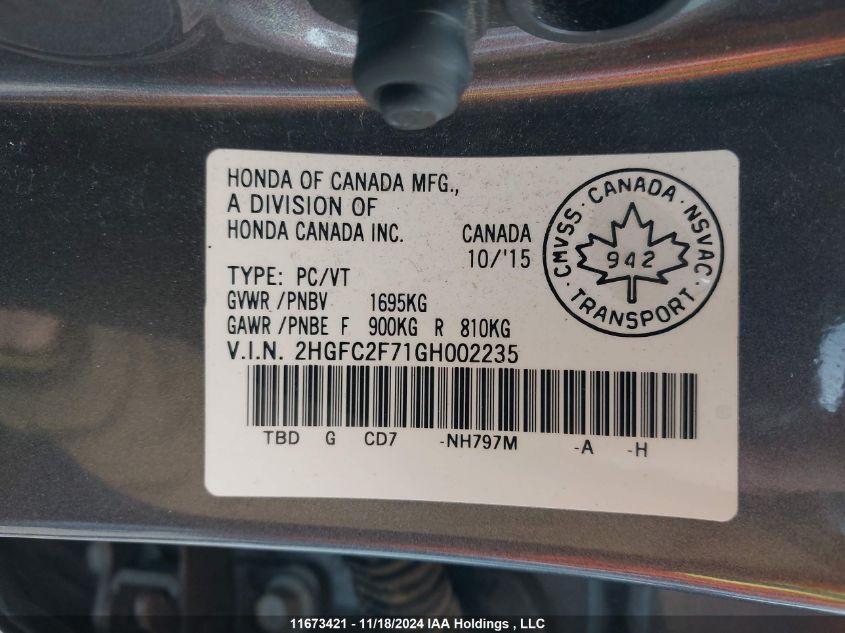 HONDA OF CANADA MFG.,
A DIVISION OF
HONDA CANADA INC. CANADA
10/'15
TYPE: PC/VT
GVWR /PNBV 1695KG
GAWR /PNBE F 900KG R 810KG
V.I.N. 2HGFC2F71GH002235
TBD G CD7 -NH797M -A -H
CMVSS · CANADA · NSVAC
942
· TRANSPORT ·
11673421 - 11/18/2024 IAA Holdings , LLC